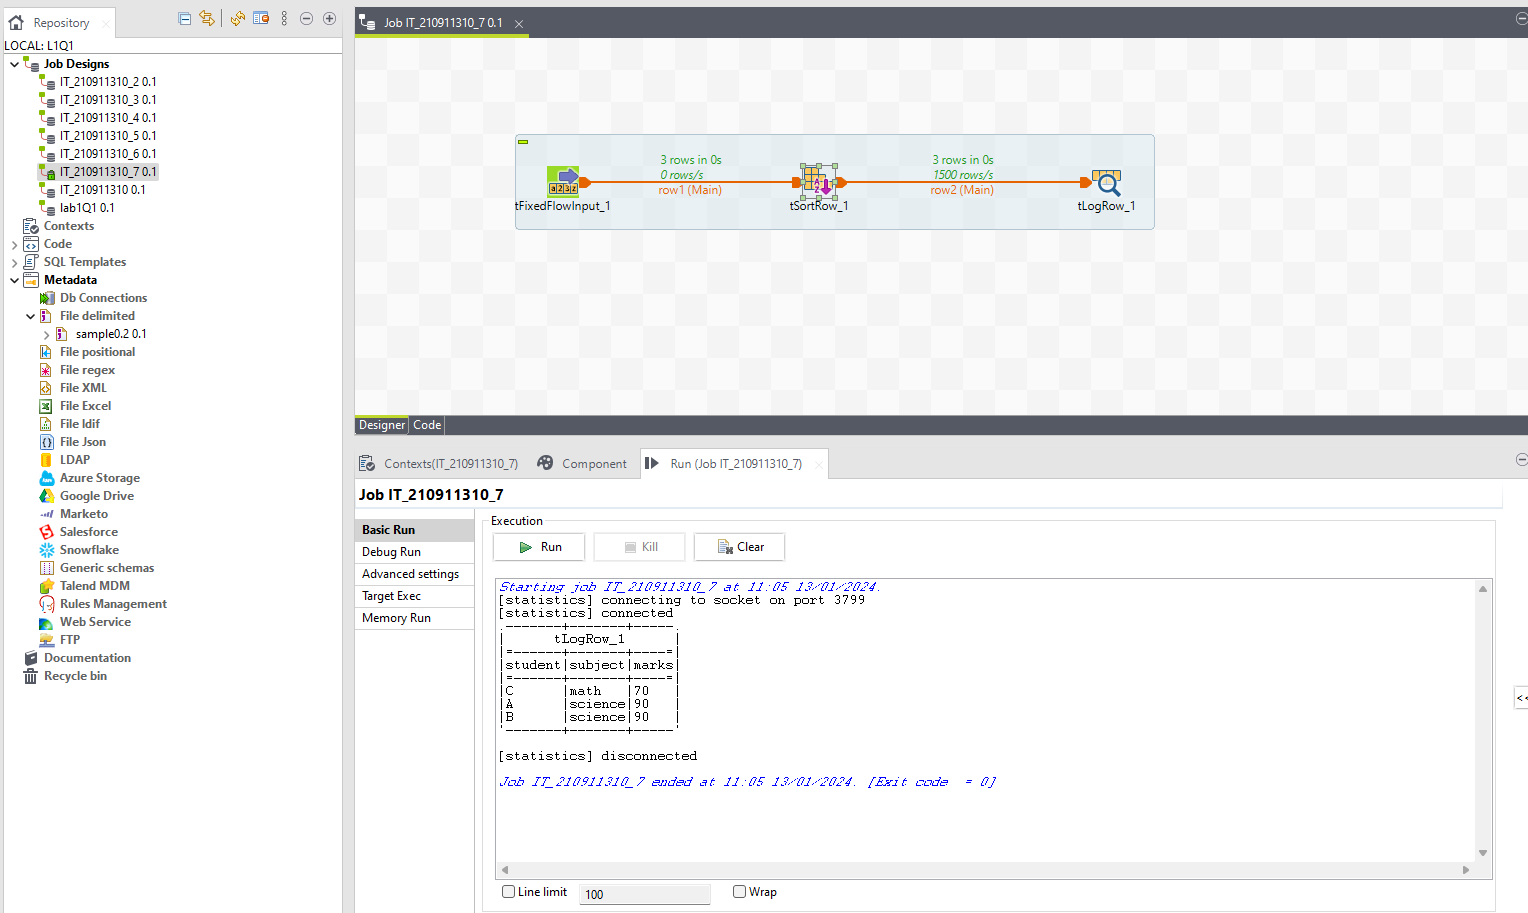 Repository
LOCAL: L1Q1
Job Designs
IT_210911310_2 0.1
IT_210911310_3 0.1
IT_210911310_4 0.1
IT_210911310_5 0.1
IT_210911310_6 0.1
IT_210911310_7 0.1
IT_210911310 0.1
lab1Q1 0.1
Contexts
Code
SQL Templates
Metadata
Db Connections
File delimited
sample0.2 0.1
File positional
File regex
File XML
File Excel
File ldif
File Json
LDAP
Azure Storage
Google Drive
Marketo
Salesforce
Snowflake
Generic schemas
Talend MDM
Rules Management
Web Service
FTP
Documentation
Recycle bin
Job IT_210911310_7 0.1
3 rows in 0s
0 rows/s
row1 (Main)
3 rows in 0s
1500 rows/s
row2 (Main)
tFixedFlowInput_1
tSortRow_1
tLogRow_1
Designer Code
Contexts(IT_210911310_7) Component Run (Job IT_210911310_7)
Job IT_210911310_7
Basic Run
Debug Run
Advanced settings
Target Exec
Memory Run
Execution
Run Kill Clear
Starting job IT_210911310_7 at 11:05 13/01/2024.
[statistics] connecting to socket on port 3799
[statistics] connected
.-------+-------+-----.
|      tLogRow_1      |
|=------+-------+----=|
|student|subject|marks|
|=------+-------+----=|
|C      |math   |70   |
|A      |science|90   |
|B      |science|90   |
'-------+-------+-----'
[statistics] disconnected
Job IT_210911310_7 ended at 11:05 13/01/2024. [Exit code  = 0]
Line limit 100 Wrap
<<